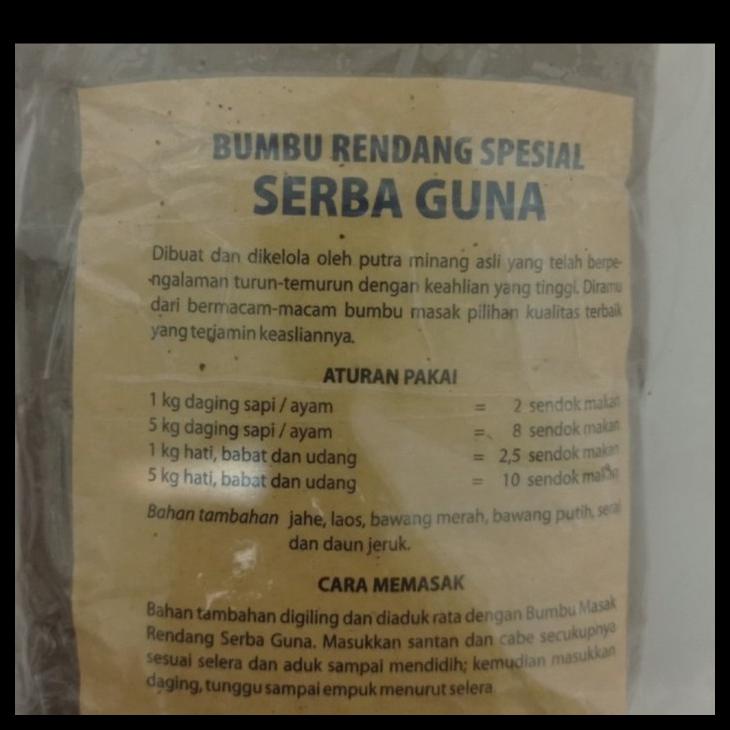 BUMBU RENDANG SPESIAL
SERBA GUNA
Dibuat dan dikelola oleh putra minang asli yang telah berpe-
-ngalaman turun-temurun dengan keahlian yang tinggi. Diramu
dari bermacam-macam bumbu masak pilihan kualitas terbaik
yang terjamin keasliannya.
ATURAN PAKAI
1 kg daging sapi / ayam = 2 sendok makan
5 kg daging sapi / ayam = 8 sendok makan
1 kg hati, babat dan udang = 2,5 sendok makan
5 kg hati, babat dan udang = 10 sendok makan
Bahan tambahan jahe, laos, bawang merah, bawang putih, serai
dan daun jeruk.
CARA MEMASAK
Bahan tambahan digiling dan diaduk rata dengan Bumbu Masak
Rendang Serba Guna. Masukkan santan dan cabe secukupnya
sesuai selera dan aduk sampai mendidih; kemudian masukkan
daging, tunggu sampai empuk menurut selera